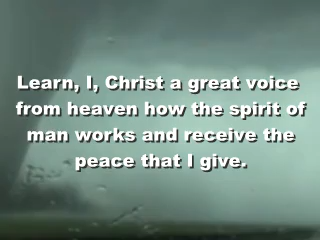 Learn, I, Christ a great voice
from heaven how the spirit of
man works and receive the
peace that I give.